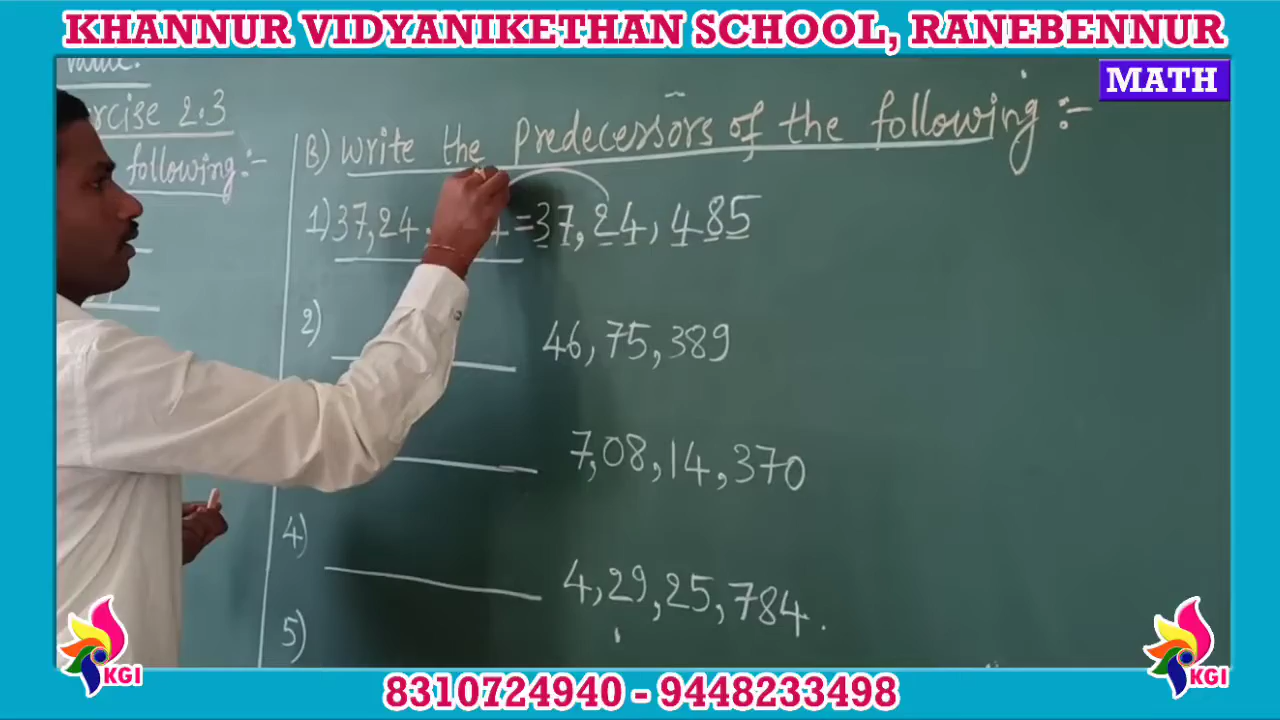 KHANNUR VIDYANIKETHAN SCHOOL, RANEBENNUR
MATH
value.
rcise 2.3
following:-
B) Write the predecessors of the following :-
1) 37,24 4 = 37,24,485
2) 46,75,389
7,08,14,370
4) 4,29,25,784.
5)
KGI
KGI
8310724940 - 9448233498